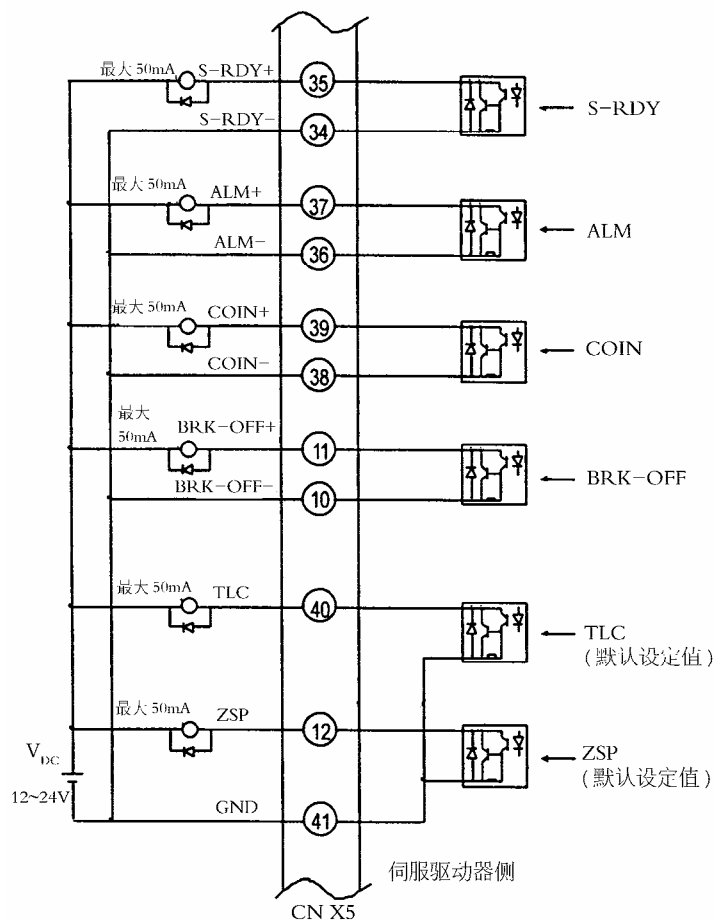 最大 50mA S-RDY+ 35
S-RDY- 34
S-RDY
最大 50mA ALM+ 37
ALM- 36
ALM
最大 50mA COIN+ 39
COIN- 38
COIN
最大
50mA BRK-OFF+ 11
BRK-OFF- 10
BRK-OFF
最大 50mA TLC 40
TLC
(默认设定值)
最大 50mA ZSP 12
VDC
ZSP
12~24V
(默认设定值)
GND 41
伺服驱动器侧
CN X5